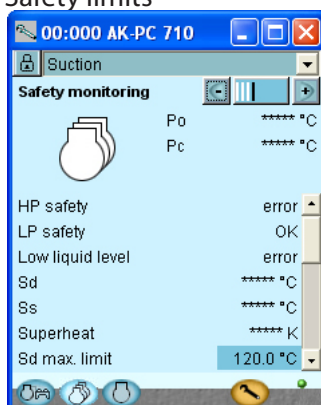 Safety limits
00:000 AK-PC 710
Suction
Safety monitoring
Po ***** °C
Pc ***** °C
HP safety error
LP safety OK
Low liquid level error
Sd ***** °C
Ss ***** °C
Superheat ***** K
Sd max. limit 120.0 °C